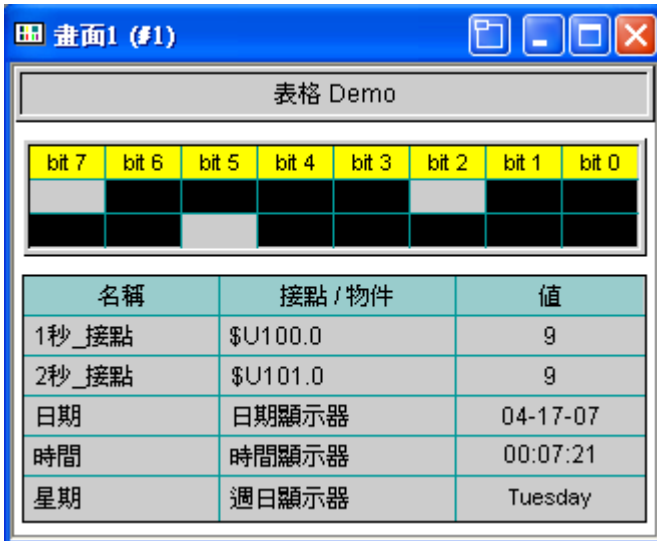 畫面1 (#1)
表格 Demo
bit 7 bit 6 bit 5 bit 4 bit 3 bit 2 bit 1 bit 0
名稱 接點 / 物件 值
1秒_接點 $U100.0 9
2秒_接點 $U101.0 9
日期 日期顯示器 04-17-07
時間 時間顯示器 00:07:21
星期 週日顯示器 Tuesday